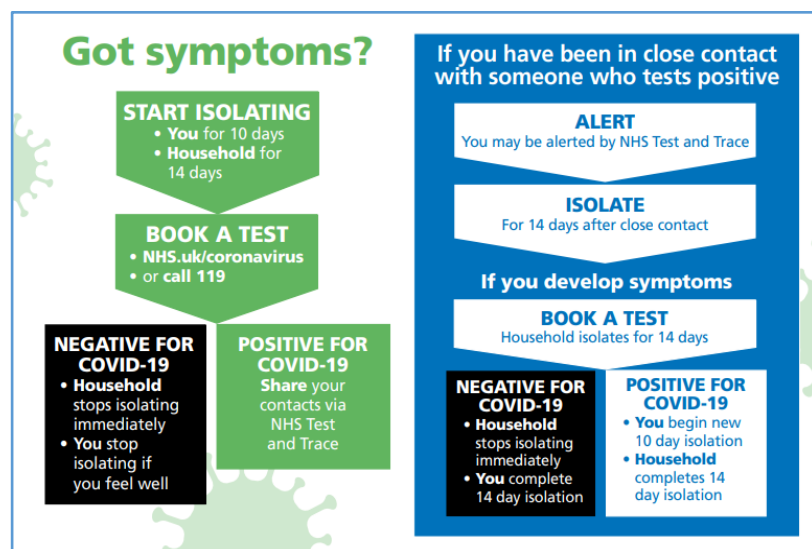 Got symptoms?
START ISOLATING
• You for 10 days
• Household for
14 days
BOOK A TEST
• NHS.uk/coronavirus
• or call 119
NEGATIVE FOR
COVID-19
• Household
stops isolating
immediately
• You stop
isolating if
you feel well
POSITIVE FOR
COVID-19
Share your
contacts via
NHS Test
and Trace
If you have been in close contact
with someone who tests positive
ALERT
You may be alerted by NHS Test and Trace
ISOLATE
For 14 days after close contact
If you develop symptoms
BOOK A TEST
Household isolates for 14 days
NEGATIVE FOR
COVID-19
• Household
stops isolating
immediately
• You complete
14 day isolation
POSITIVE FOR
COVID-19
• You begin new
10 day isolation
• Household
completes 14
day isolation